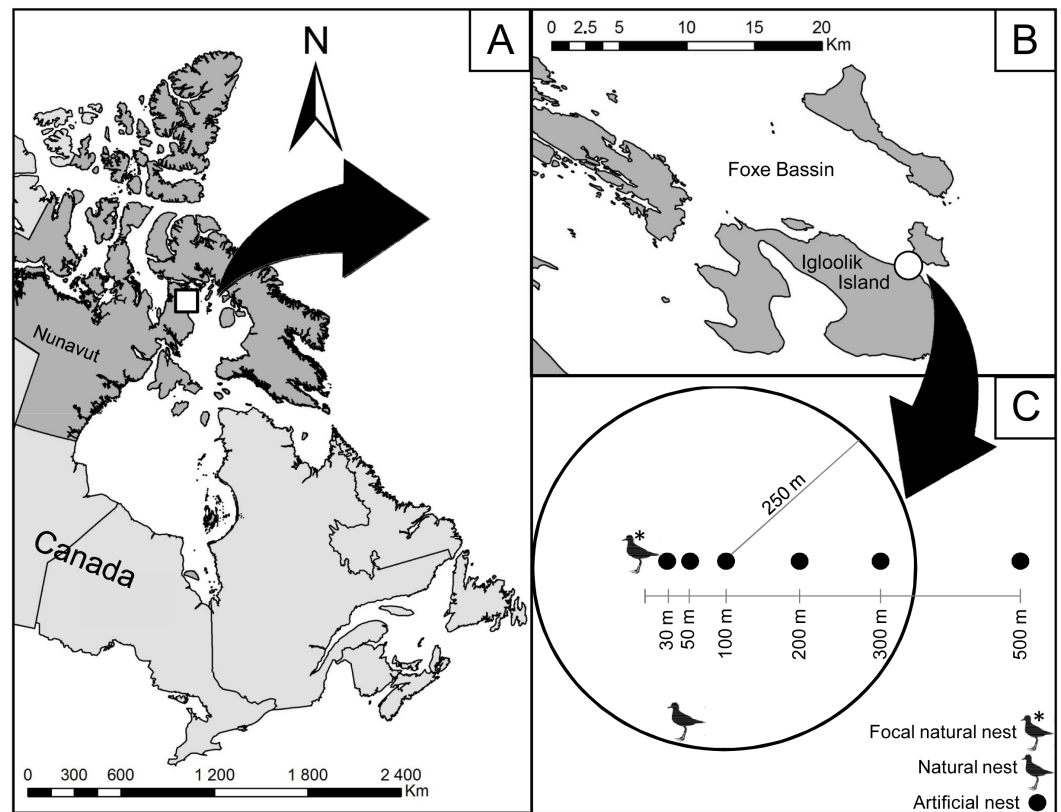 A
N
Nunavut
Canada
0 300 600 1 200 1 800 2 400
Km
B
0 2.5 5 10 15 20
Km
Foxe Bassin
Igloolik
Island
C
250 m
*
30 m
50 m
100 m
200 m
300 m
500 m
Focal natural nest *
Natural nest
Artificial nest